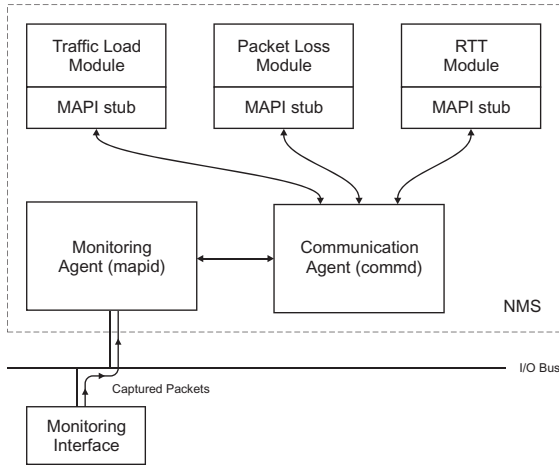 Traffic Load
Module
MAPI stub
Packet Loss
Module
MAPI stub
RTT
Module
MAPI stub
Monitoring
Agent (mapid)
Communication
Agent (commd)
NMS
I/O Bus
Captured Packets
Monitoring
Interface